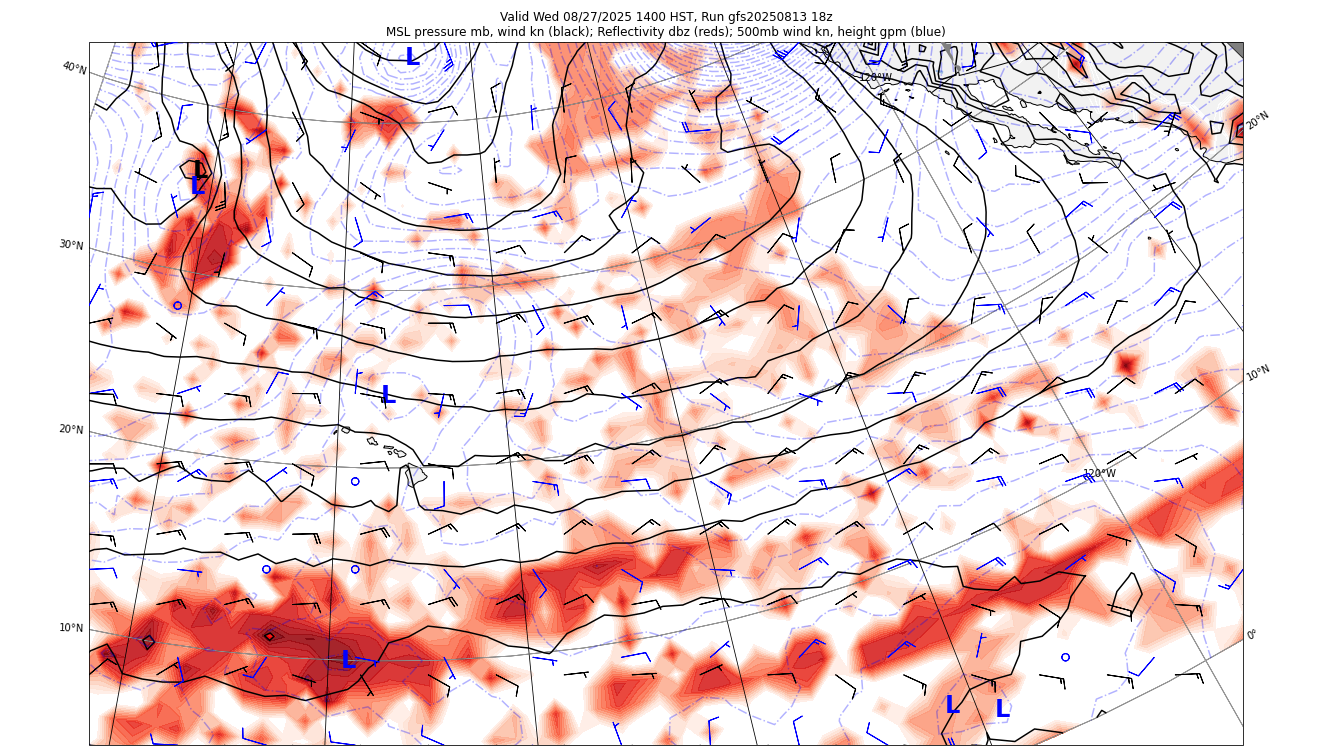 Valid Wed 08/27/2025 1400 HST, Run gfs20250813 18z
MSL pressure mb, wind kn (black); Reflectivity dbz (reds); 500mb wind kn, height gpm (blue)
L
40°N
120°W
20°N
L
L
30°N
10°N
L
20°N
120°W
10°N
0°
L
L
L